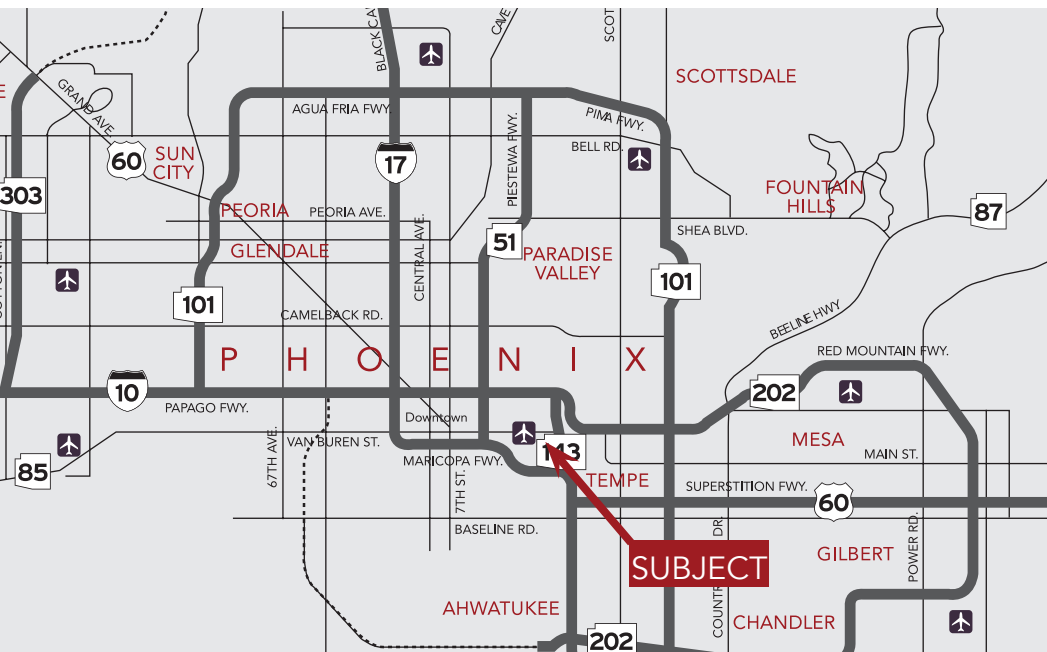 BLACK CA
CAVE
SCOT
SCOTTSDALE
E
GRAND AVE.
AGUA FRIA FWY.
PIMA FWY.
PIESTEWA FWY.
BELL RD.
60
SUN
CITY
17
303
FOUNTAIN
HILLS
87
PEORIA
PEORIA AVE.
CENTRAL AVE.
51
SHEA BLVD.
GLENDALE
PARADISE
VALLEY
101
101
CAMELBACK RD.
BEELINE HWY
PHOENIX
RED MOUNTAIN FWY.
10
202
PAPAGO FWY.
Downtown
67TH AVE.
VAN BUREN ST.
143
MESA
MAIN ST.
85
MARICOPA FWY.
7TH ST.
TEMPE
SUPERSTITION FWY.
60
BASELINE RD.
COUNTR
DR.
POWER RD.
SUBJECT
GILBERT
AHWATUKEE
CHANDLER
202